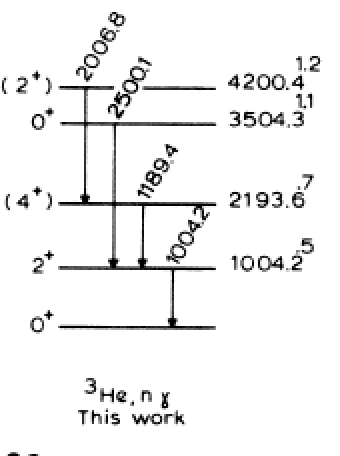 2006.8
2500.1
(2⁺) 4200.4 1.2
0⁺ 3504.3 1.1
1189.4
(4⁺) 2193.6 .7
1004.2
2⁺ 1004.2 .5
0⁺
³He, n γ
This work